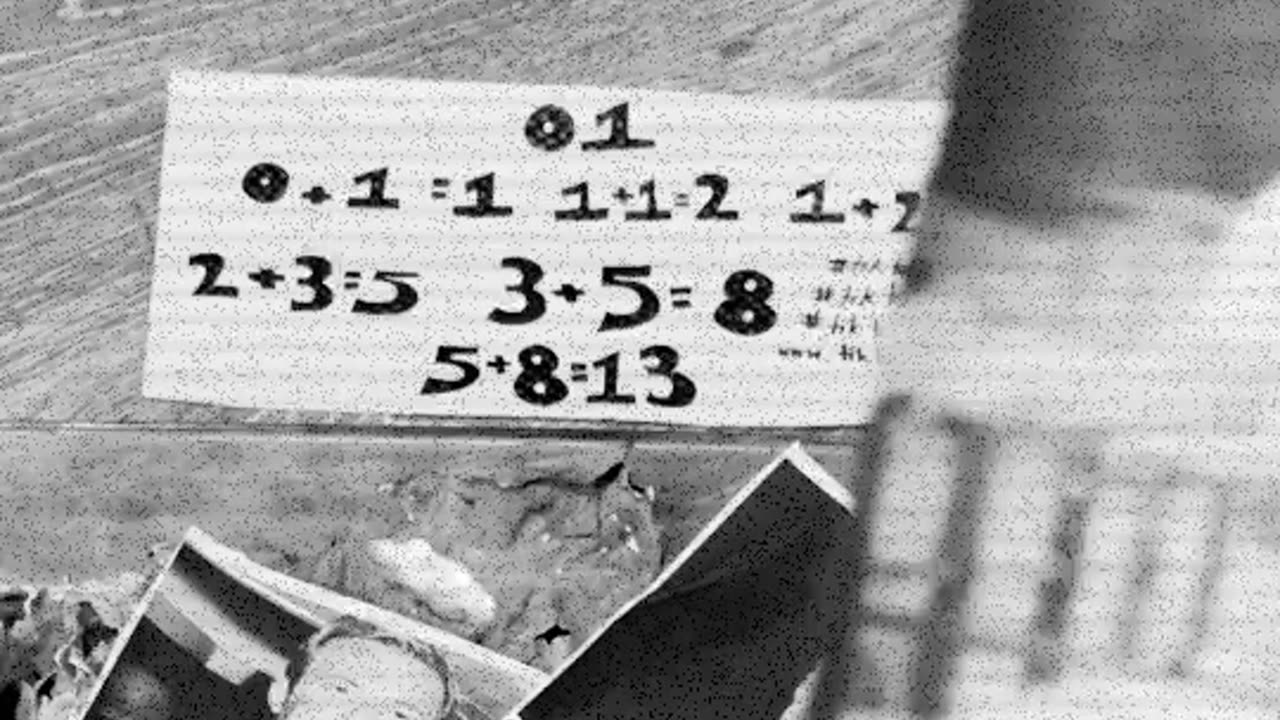 0 1
0+1=1 1+1=2 1+2
2+3=5 3+5=8
5+8=13